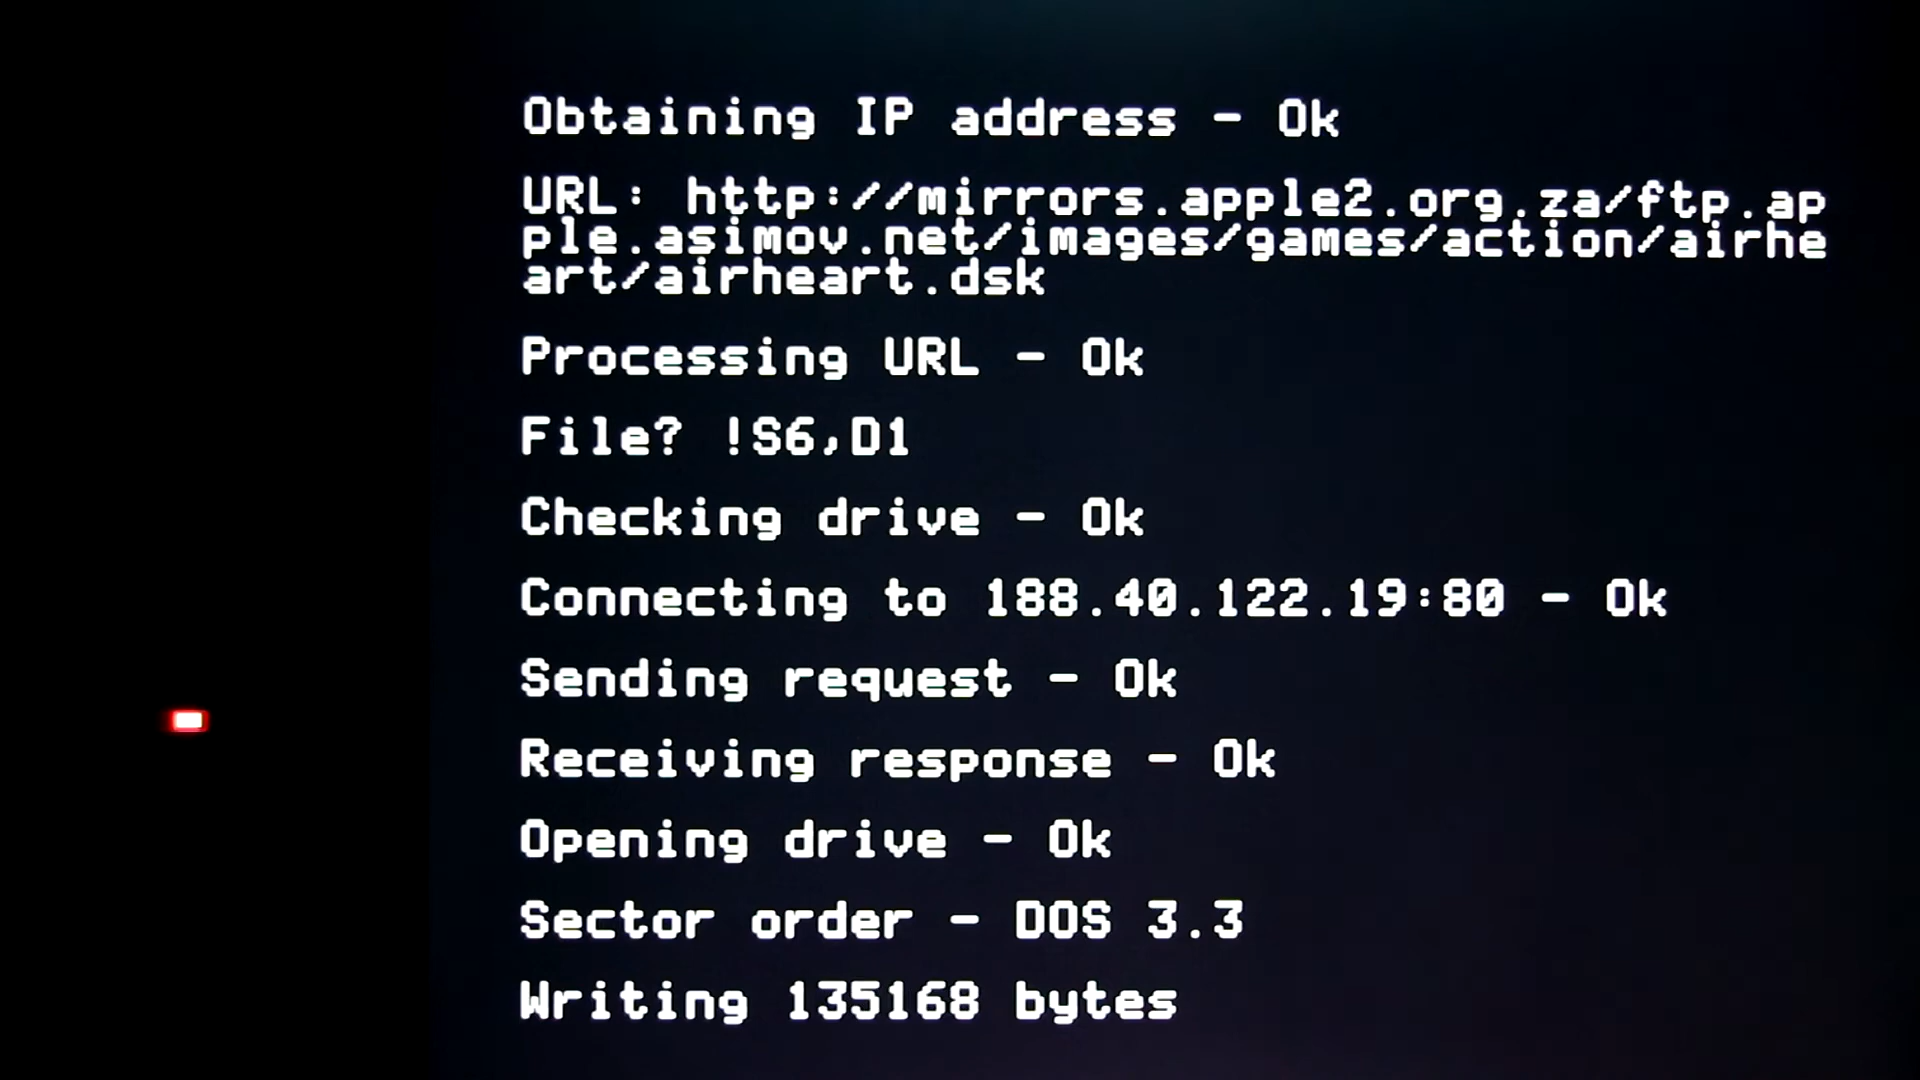 Obtaining IP address - Ok
URL: http://mirrors.apple2.org.za/ftp.ap
ple.asimov.net/images/games/action/airhe
art/airheart.dsk
Processing URL - Ok
File? !S6,D1
Checking drive - Ok
Connecting to 188.40.122.19:80 - Ok
Sending request - Ok
Receiving response - Ok
Opening drive - Ok
Sector order - DOS 3.3
Writing 135168 bytes